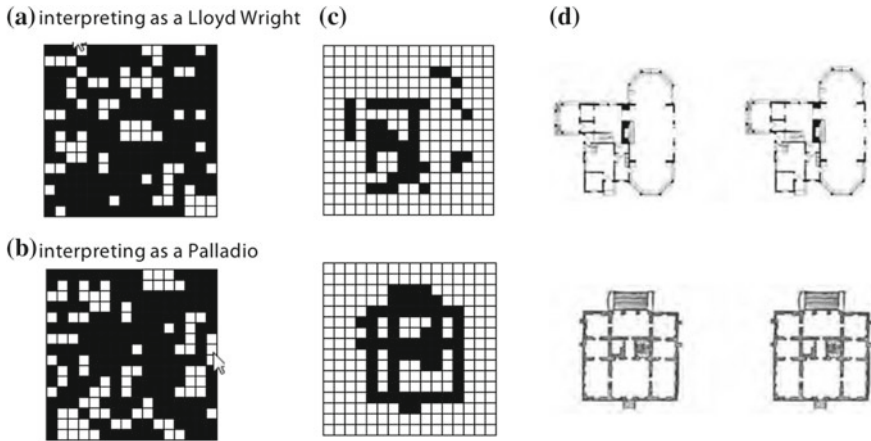 (a) interpreting as a Lloyd Wright (c) (d)
(b) interpreting as a Palladio